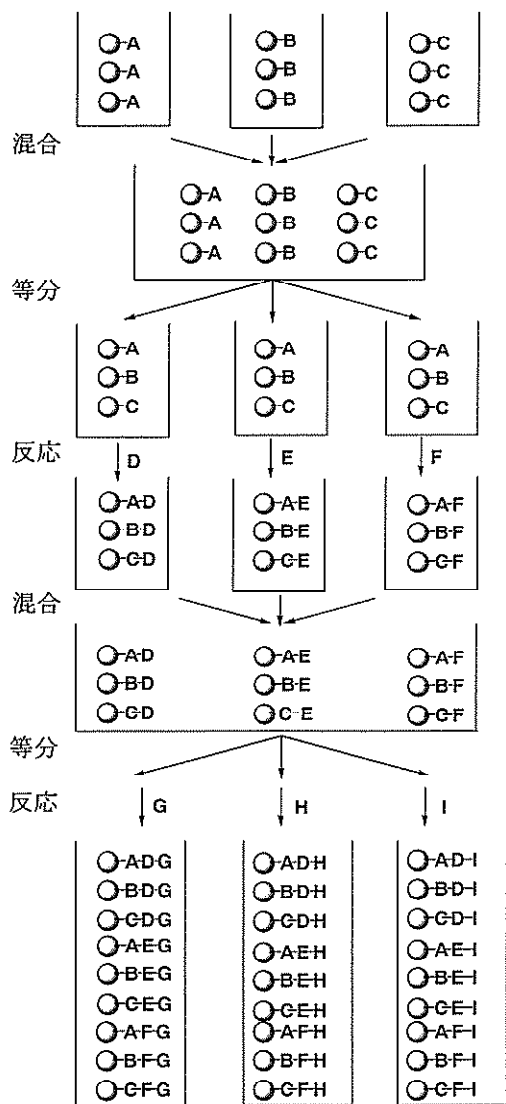 A B C
A B C
A B C
混合
A B C
A B C
A B C
等分
A A A
B B B
C C C
反応 D E F
A-D A-E A-F
B-D B-E B-F
C-D C-E C-F
混合
A-D A-E A-F
B-D B-E B-F
C-D C-E C-F
等分
反応 G H I
A-D-G A-D-H A-D-I
B-D-G B-D-H B-D-I
C-D-G C-D-H C-D-I
A-E-G A-E-H A-E-I
B-E-G B-E-H B-E-I
C-E-G C-E-H C-E-I
A-F-G A-F-H A-F-I
B-F-G B-F-H B-F-I
C-F-G C-F-H C-F-I